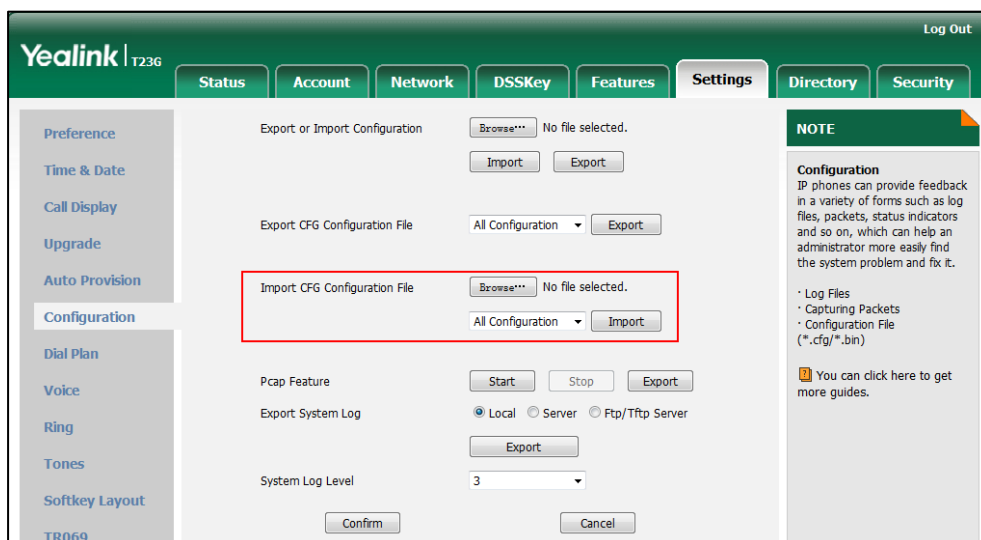 Log Out
Yealink | T23G
Status Account Network DSSKey Features Settings Directory Security
Preference
Time & Date
Call Display
Upgrade
Auto Provision
Configuration
Dial Plan
Voice
Ring
Tones
Softkey Layout
TR069
Export or Import Configuration Browse··· No file selected.
Import Export
Export CFG Configuration File All Configuration Export
Import CFG Configuration File Browse··· No file selected.
All Configuration Import
Pcap Feature Start Stop Export
Export System Log Local Server Ftp/Tftp Server
Export
System Log Level 3
Confirm Cancel
NOTE
Configuration
IP phones can provide feedback
in a variety of forms such as log
files, packets, status indicators
and so on, which can help an
administrator more easily find
the system problem and fix it.
· Log Files
· Capturing Packets
· Configuration File
(*.cfg/*.bin)
? You can click here to get
more guides.